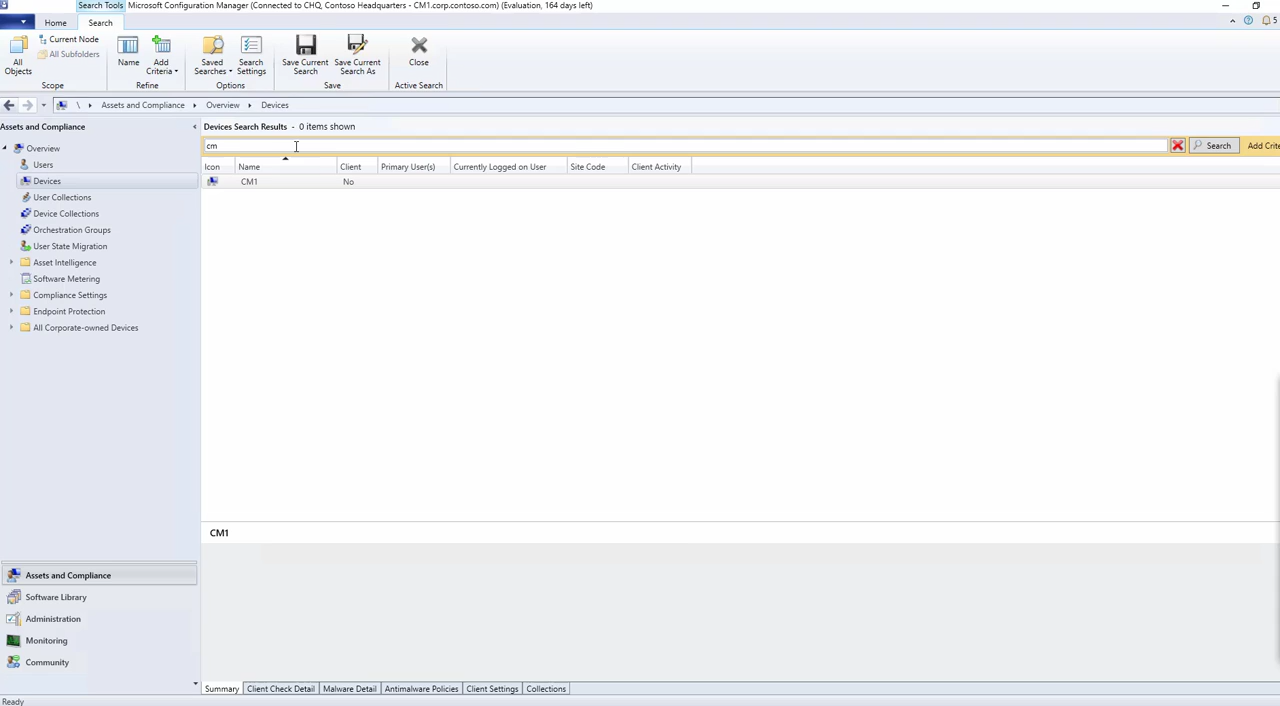 Search Tools Microsoft Configuration Manager (Connected to CHQ, Contoso Headquarters - CM1.corp.contoso.com) (Evaluation, 164 days left)
Home Search 5
All Objects
Current Node
All Subfolders
Name
Add Criteria
Saved Searches
Search Settings
Save Current Search
Save Current Search As
Close
Scope Refine Options Save Active Search
\ Assets and Compliance Overview Devices
Assets and Compliance
Overview
Users
Devices
User Collections
Device Collections
Orchestration Groups
User State Migration
Asset Intelligence
Software Metering
Compliance Settings
Endpoint Protection
All Corporate-owned Devices
Assets and Compliance
Software Library
Administration
Monitoring
Community
Devices Search Results - 0 items shown
cm Search Add Crite
Icon Name Client Primary User(s) Currently Logged on User Site Code Client Activity
CM1 No
CM1
Summary Client Check Detail Malware Detail Antimalware Policies Client Settings Collections
Ready